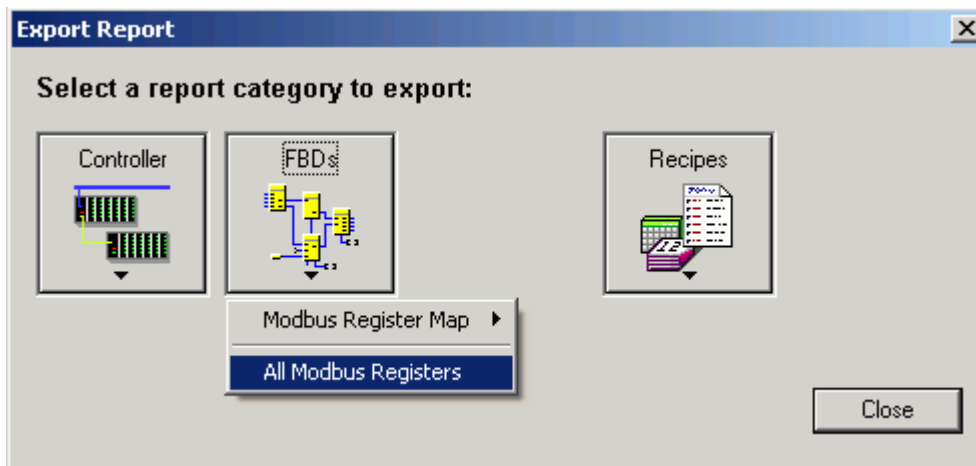 Export Report
Select a report category to export:
Controller
FBDs
Recipes
Modbus Register Map
All Modbus Registers
Close